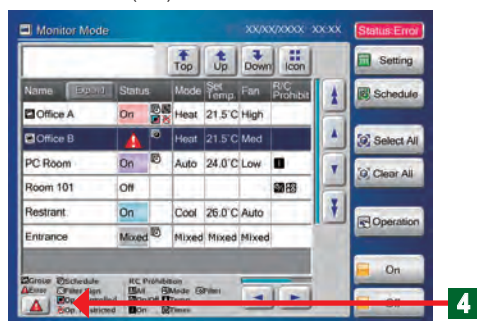 Monitor Mode XX/XX/XXXX XX:XX Status:Error
Top Up Down Icon
Setting
Name Expand Status Mode Set Temp. Fan R/C Prohibit
Schedule
Office A On Heat 21.5°C High
Office B Heat 21.5°C Med
Select All
PC Room On Auto 24.0°C Low
Clear All
Room 101 Off
Restrant On Cool 26.0°C Auto
Operation
Entrance Mixed Mixed Mixed Mixed
On
Group Schedule RC Prohibition
Error Filter Sign All Mode Filter
On Timer
4